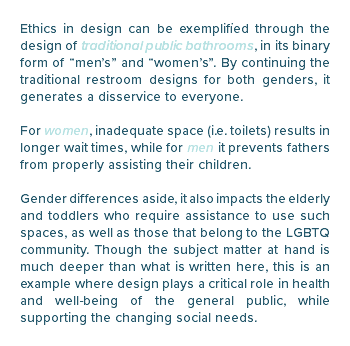 Ethics in design can be exemplified through the
design of traditional public bathrooms, in its binary
form of “men’s” and “women’s”. By continuing the
traditional restroom designs for both genders, it
generates a disservice to everyone.
For women, inadequate space (i.e. toilets) results in
longer wait times, while for men it prevents fathers
from properly assisting their children.
Gender differences aside, it also impacts the elderly
and toddlers who require assistance to use such
spaces, as well as those that belong to the LGBTQ
community. Though the subject matter at hand is
much deeper than what is written here, this is an
example where design plays a critical role in health
and well-being of the general public, while
supporting the changing social needs.